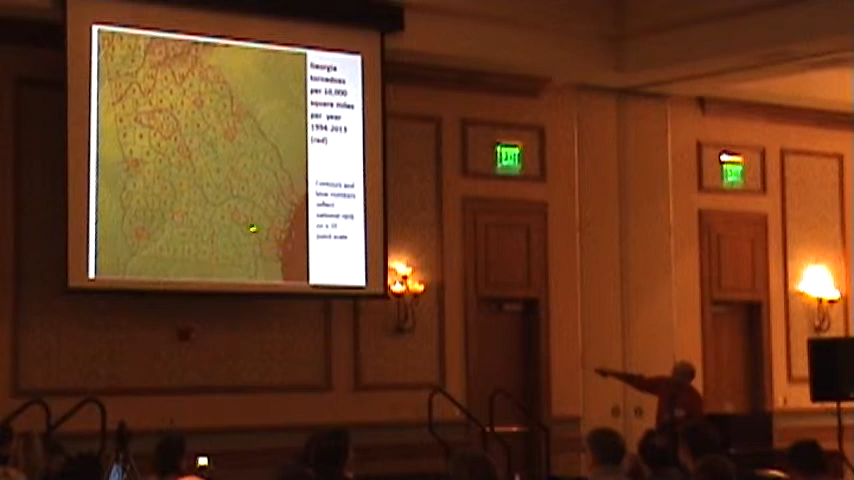 Georgia
tornadoes
per 10,000
square miles
per year
1994-2013
(red)
Contours and
blue numbers
reflect
national rank
on a 10
point scale
EXIT
EXIT